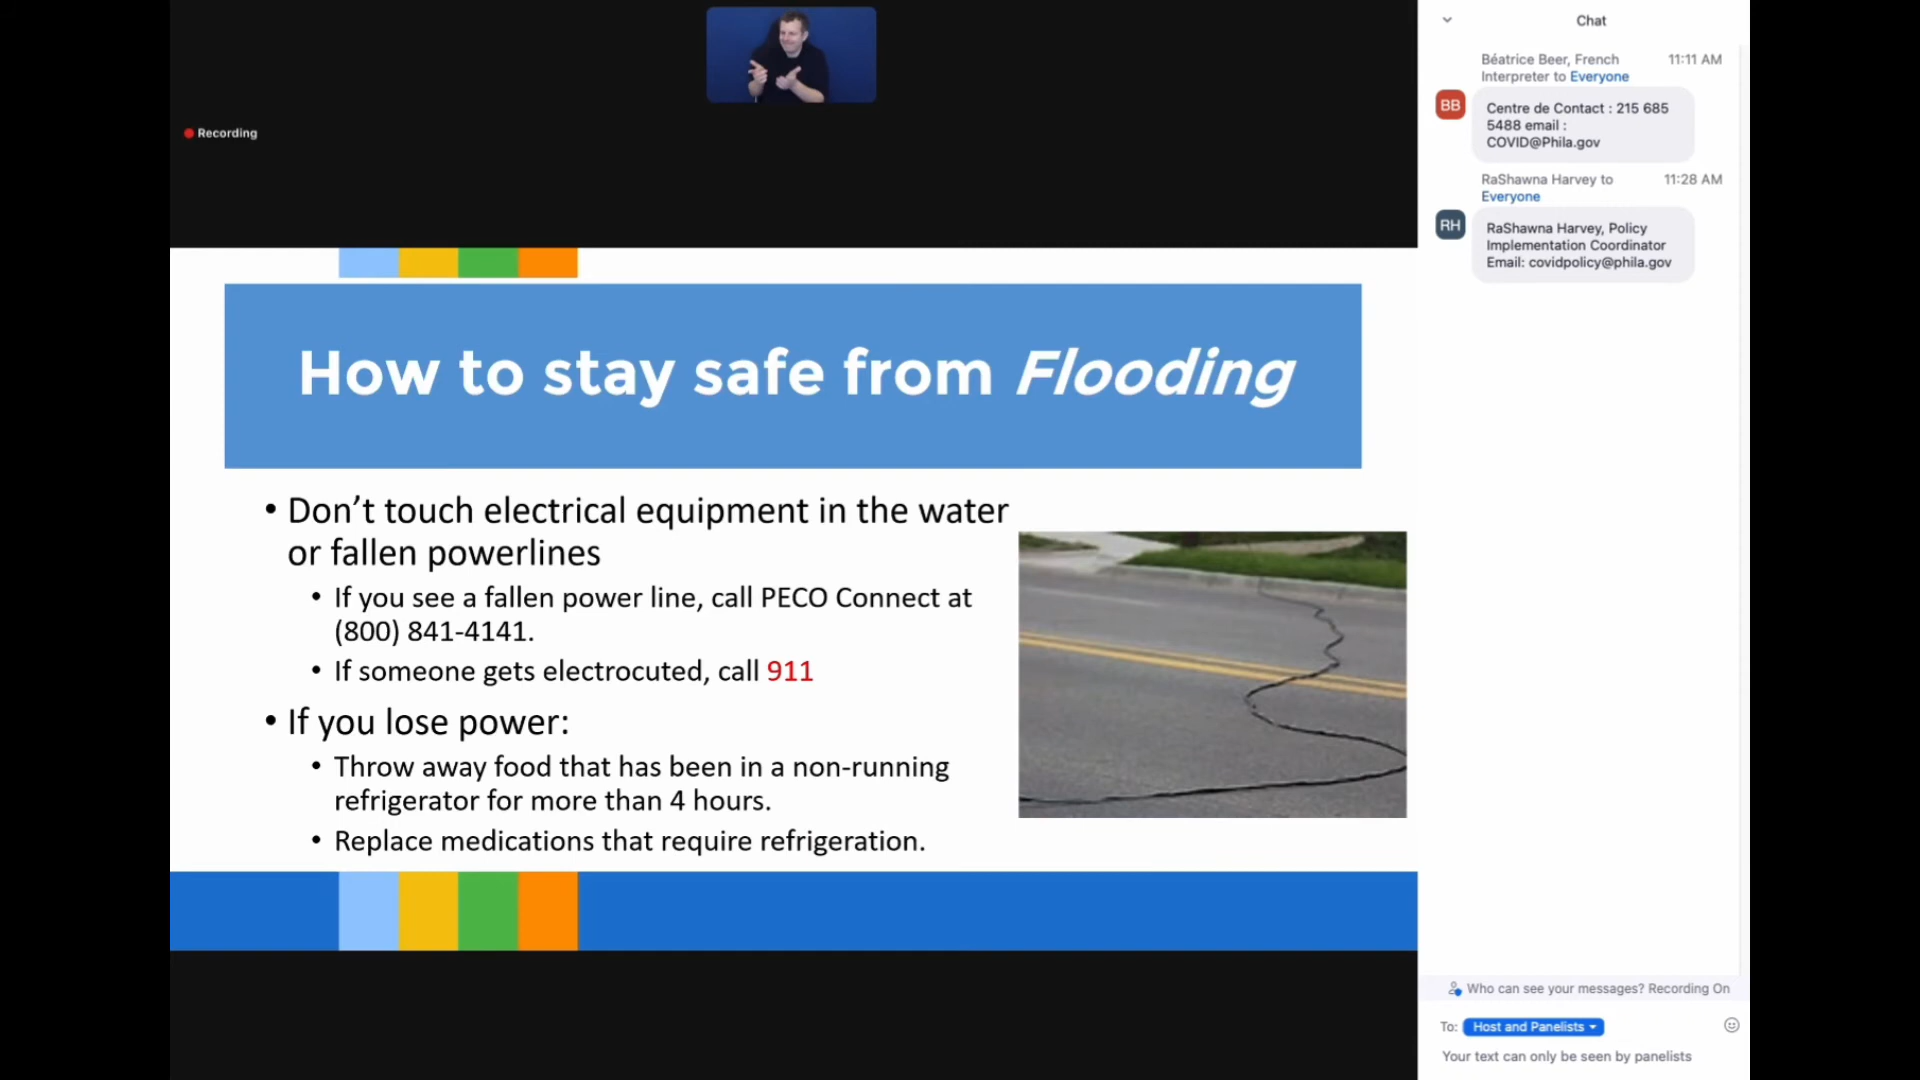 Recording
How to stay safe from Flooding
• Don’t touch electrical equipment in the water
or fallen powerlines
• If you see a fallen power line, call PECO Connect at
(800) 841-4141.
• If someone gets electrocuted, call 911
• If you lose power:
• Throw away food that has been in a non-running
refrigerator for more than 4 hours.
• Replace medications that require refrigeration.
Chat
Béatrice Beer, French 11:11 AM
Interpreter to Everyone
BB
Centre de Contact : 215 685
5488 email :
COVID@Phila.gov
RaShawna Harvey to 11:28 AM
Everyone
RH
RaShawna Harvey, Policy
Implementation Coordinator
Email: covidpolicy@phila.gov
Who can see your messages? Recording On
To: Host and Panelists
Your text can only be seen by panelists